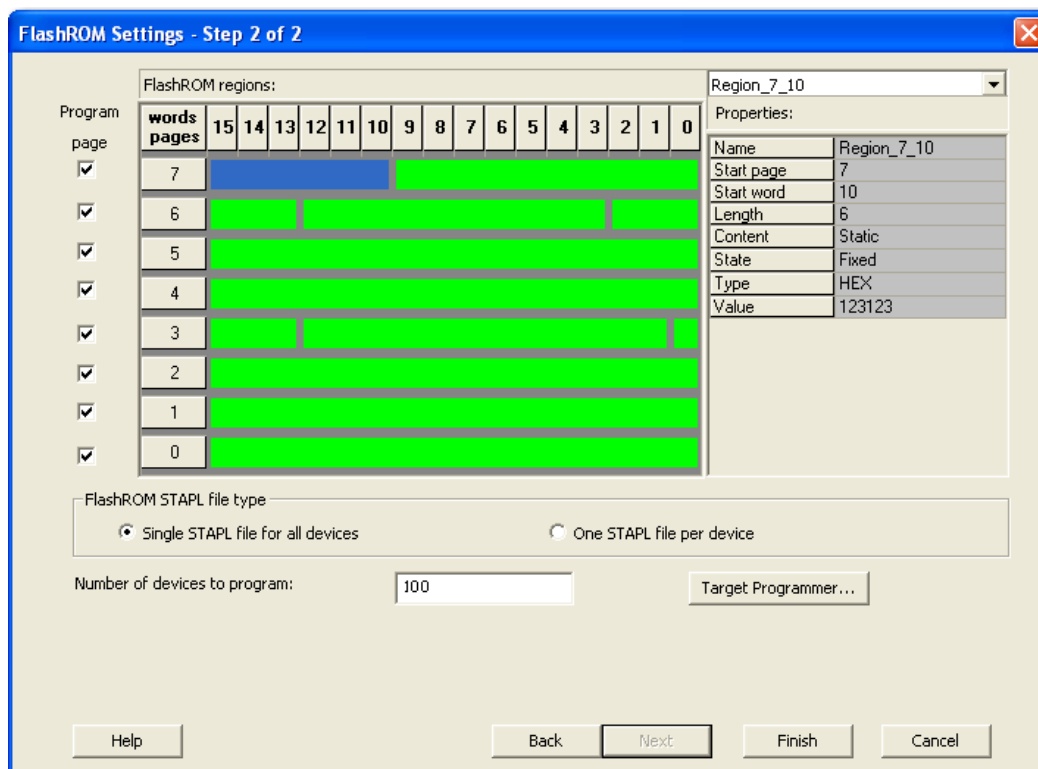 FlashROM Settings - Step 2 of 2
FlashROM regions:
Region_7_10
Program
page
words
pages
15 14 13 12 11 10 9 8 7 6 5 4 3 2 1 0
Properties:
7
6
5
4
3
2
1
0
Name Region_7_10
Start page 7
Start word 10
Length 6
Content Static
State Fixed
Type HEX
Value 123123
FlashROM STAPL file type
Single STAPL file for all devices One STAPL file per device
Number of devices to program: 100 Target Programmer...
Help Back Next Finish Cancel